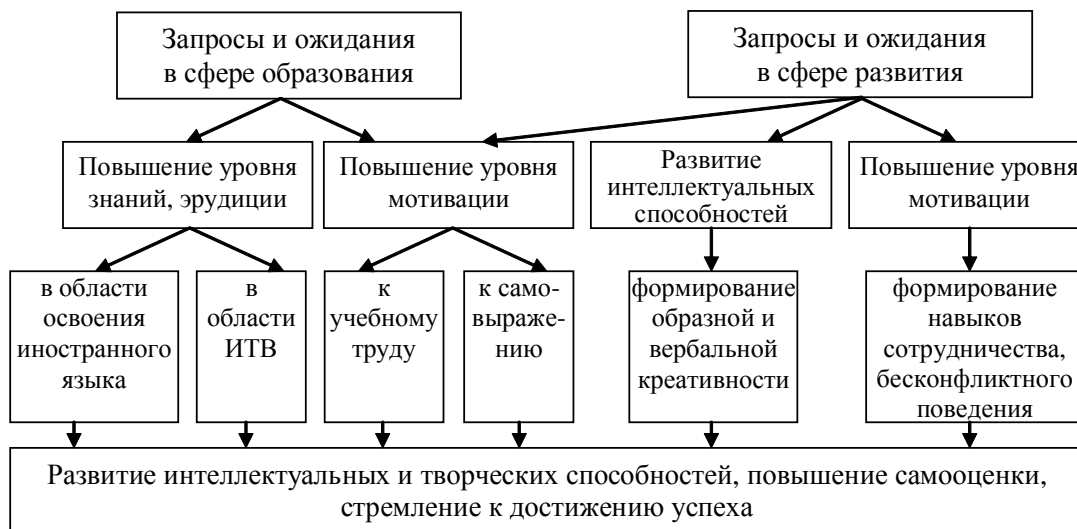 Запросы и ожидания
в сфере образования
Запросы и ожидания
в сфере развития
Повышение уровня
знаний, эрудиции
Повышение уровня
мотивации
Развитие
интеллектуальных
способностей
Повышение уровня
мотивации
в области
освоения
иностранного
языка
в
области
ИТВ
к
учебному
труду
к само-
выраже-
нию
формирование
образной и
вербальной
креативности
формирование
навыков
сотрудничества,
бесконфликтного
поведения
Развитие интеллектуальных и творческих способностей, повышение самооценки,
стремление к достижению успеха